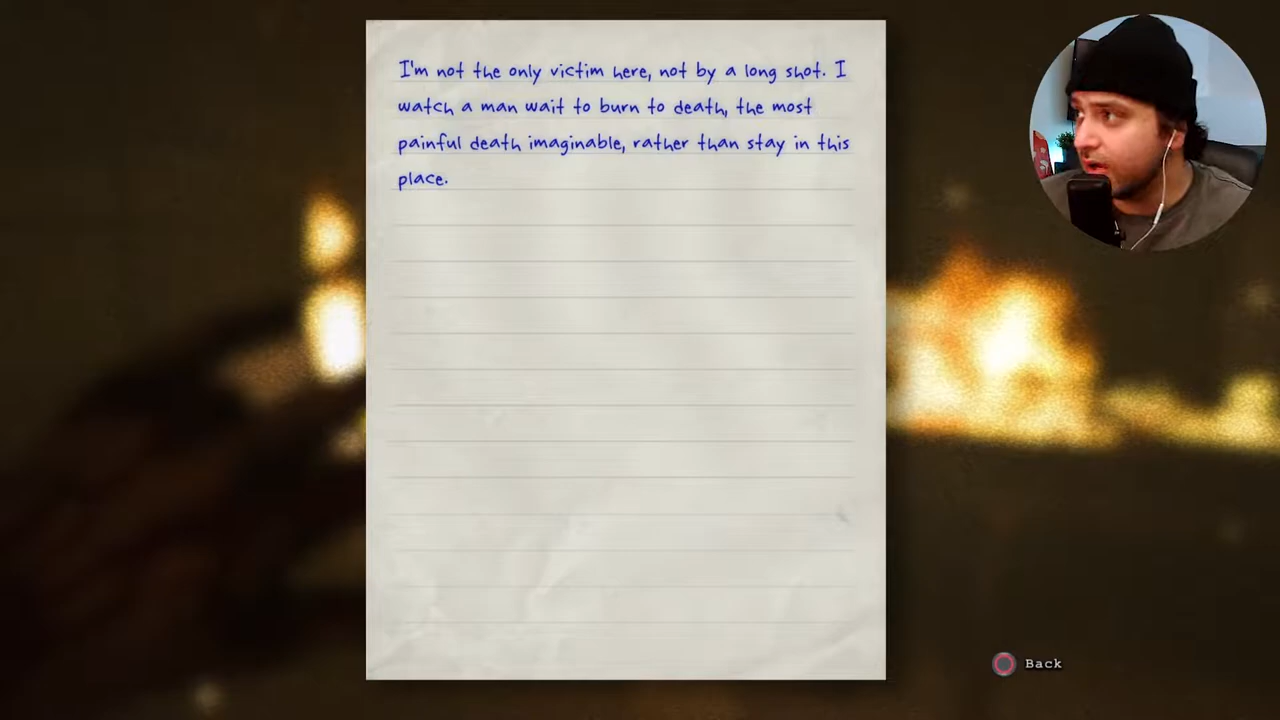 I'm not the only victim here, not by a long shot. I
watch a man wait to burn to death, the most
painful death imaginable, rather than stay in this
place.
Back